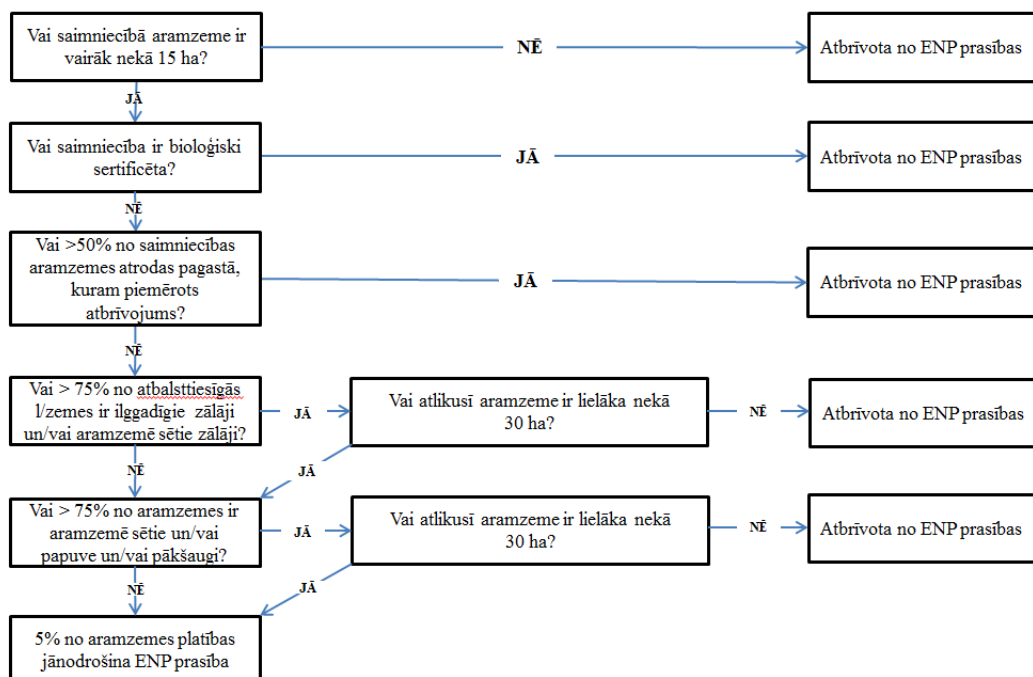 Vai saimniecībā aramzeme ir
vairāk nekā 15 ha?
NĒ
Atbrīvota no ENP prasības
JĀ
Vai saimniecība ir bioloģiski
sertificēta?
JĀ
Atbrīvota no ENP prasības
NĒ
Vai >50% no saimniecības
aramzemes atrodas pagastā,
kuram piemērots
atbrīvojums?
JĀ
Atbrīvota no ENP prasības
NĒ
Vai > 75% no atbalsttiesīgās
l/zemes ir ilggadīgie zālāji
un/vai aramzemē sētie zālāji?
JĀ
Vai atlikusī aramzeme ir lielāka nekā
30 ha?
NĒ
Atbrīvota no ENP prasības
NĒ
JĀ
Vai > 75% no aramzemes ir
aramzemē sētie un/vai
papuve un/vai pākšaugi?
JĀ
Vai atlikusī aramzeme ir lielāka nekā
30 ha?
NĒ
Atbrīvota no ENP prasības
NĒ
JĀ
5% no aramzemes platības
jānodrošina ENP prasība